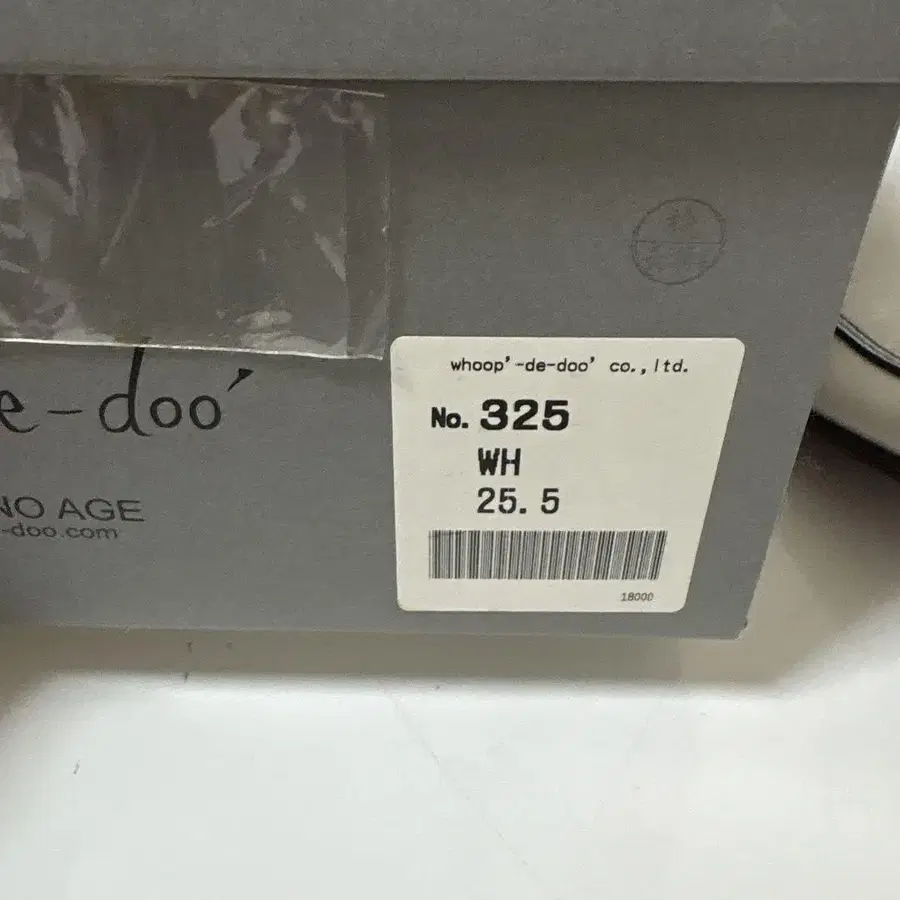 e-doo'
NO AGE
-doo.com
whoop'-de-doo' co.,ltd.
No. 325
WH
25.5
18000